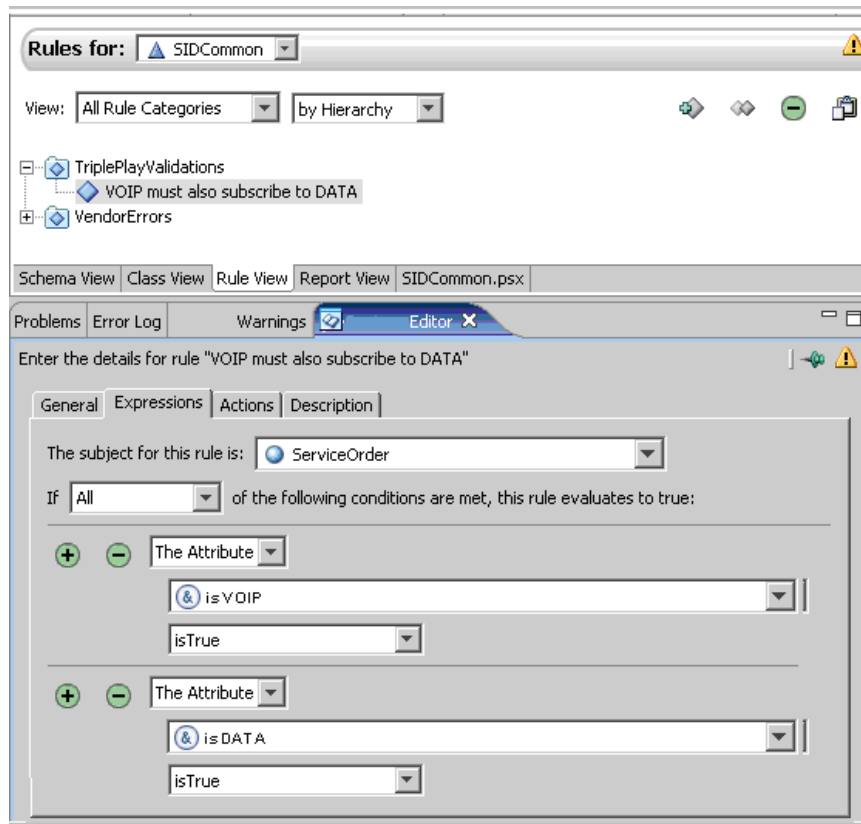 Rules for: SIDCommon
View: All Rule Categories by Hierarchy
TriplePlayValidations
VOIP must also subscribe to DATA
VendorErrors
Schema View Class View Rule View Report View SIDCommon.psx
Problems Error Log Warnings Editor
Enter the details for rule "VOIP must also subscribe to DATA"
General Expressions Actions Description
The subject for this rule is: ServiceOrder
If All of the following conditions are met, this rule evaluates to true:
The Attribute
& isVOIP
isTrue
The Attribute
& isDATA
isTrue